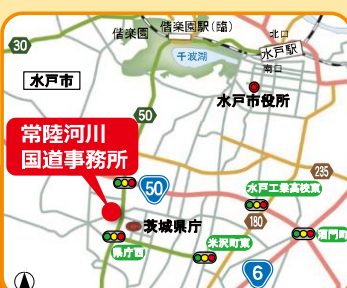 偕楽園
偕楽園駅(臨)
北口
水戸駅
南口
千波湖
30
水戸市
水戸市役所
50
常陸河川
国道事務所
50
235
水戸工業高校東
180
茨城県庁
県庁西
米沢町東
酒門町
6